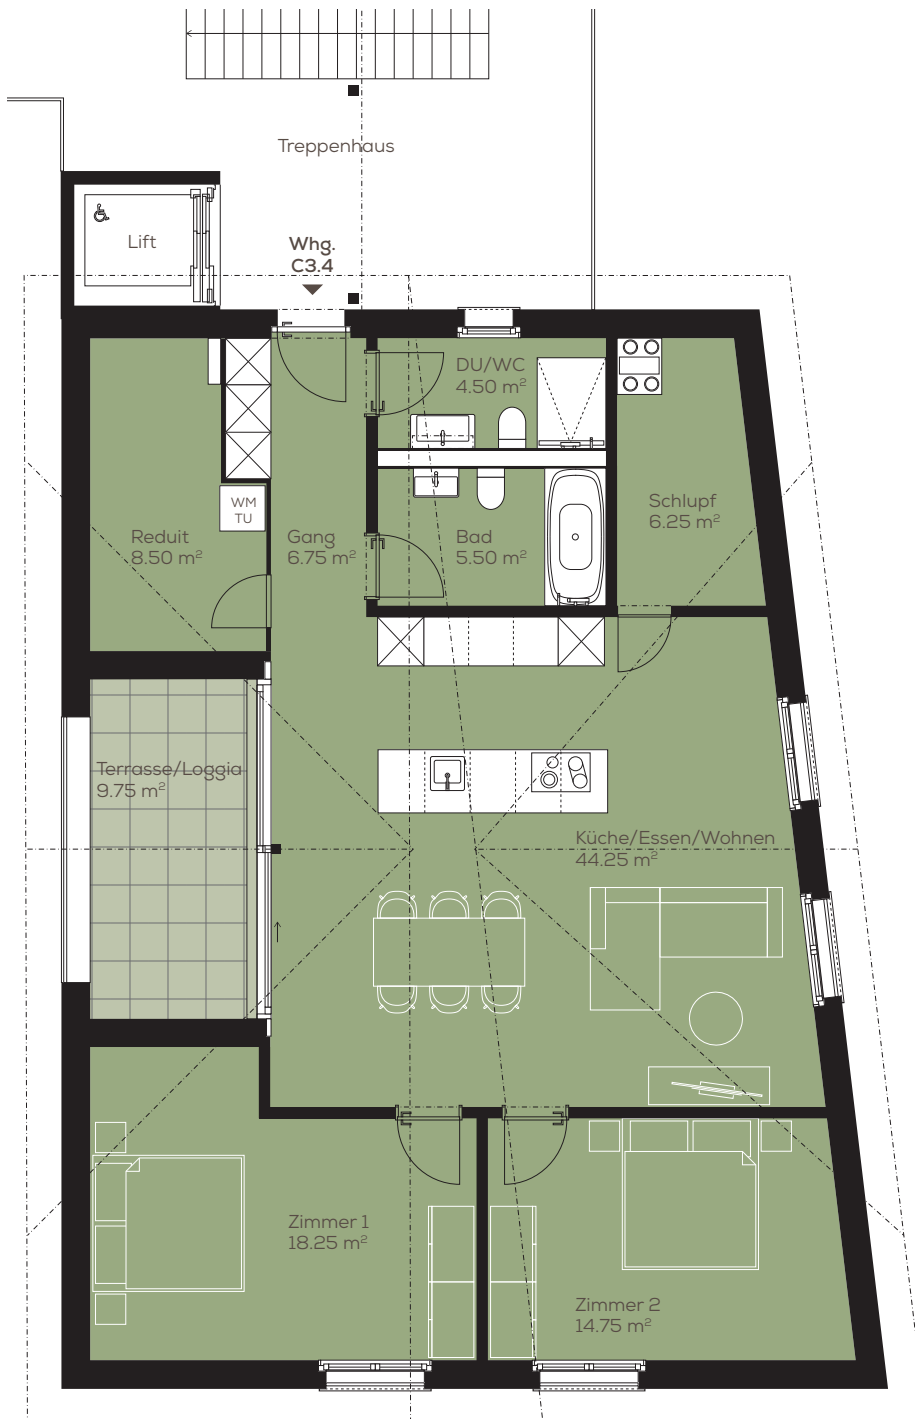 Treppenhaus
Lift
Whg.
C3.4
DU/WC
4.50 m²
WM
TU
Schlupf
6.25 m²
Reduit
8.50 m²
Gang
6.75 m²
Bad
5.50 m²
Terrasse/Loggia
9.75 m²
Küche/Essen/Wohnen
44.25 m²
Zimmer 1
18.25 m²
Zimmer 2
14.75 m²